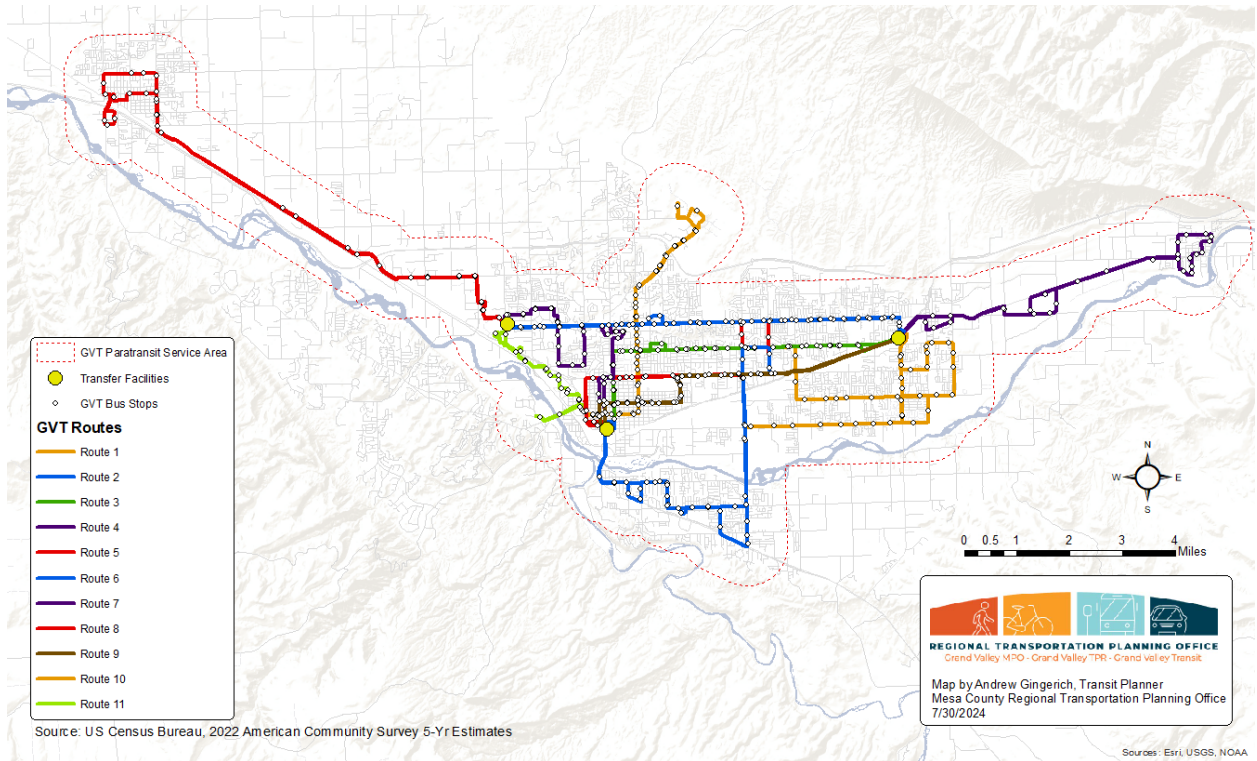 GVT Paratransit Service Area
Transfer Facilities
GVT Bus Stops
GVT Routes
Route 1
Route 2
Route 3
Route 4
Route 5
Route 6
Route 7
Route 8
Route 9
Route 10
Route 11
Source: US Census Bureau, 2022 American Community Survey 5-Yr Estimates
N
W E
S
0 0.5 1 2 3 4
Miles
REGIONAL TRANSPORTATION PLANNING OFFICE
Grand Valley MPO - Grand Valley TPR - Grand Valley Transit
Map by Andrew Gingerich, Transit Planner
Mesa County Regional Transportation Planning Office
7/30/2024
Sources: Esri, USGS, NOAA